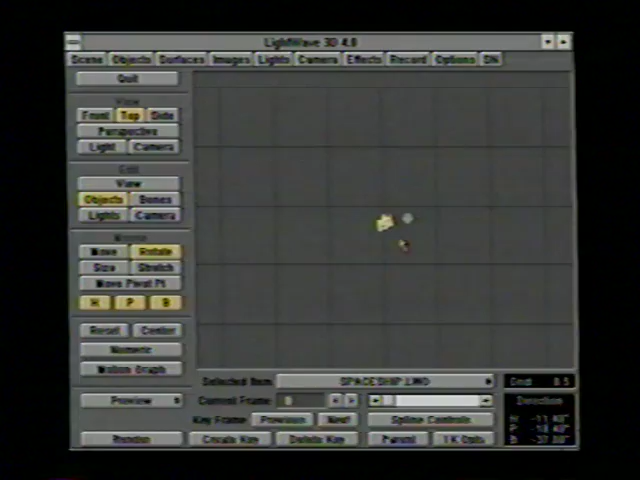 LightWave 3D 4.0
Scene Objects Surfaces Images Lights Camera Effects Record Options
Quit
View
Front Top Side
Perspective
Light Camera
Edit
View
Objects Bones
Lights Camera
Mouse
Move Rotate
Size Stretch
Move Pivot Pt
H P B
Reset Center
Numeric
Motion Graph
Selected Item SPACESHIP.LWO
Current Frame
Preview
Key Frame Previous Next Spline Controls
Render Create Key Delete Key Parent IK Opts
Grid 0.5
Direction
H
P
B